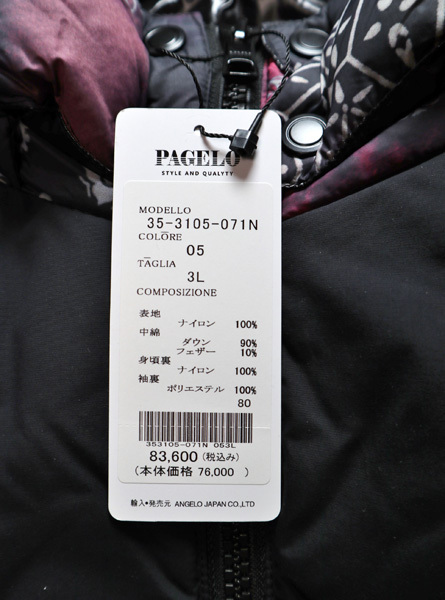 PAGELO
STYLE AND QUALYTY
MODELLO
35-3105-071N
COLORE
05
TAGLIA
3L
COMPOSIZIONE
表地
ナイロン 100%
中綿
ダウン 90%
フェザー 10%
身頃裏
ナイロン 100%
袖裏
ポリエステル 100%
80
353105-071N 053L
83,600 (税込み)
(本体価格 76,000 )
輸入・発売元 ANGELO JAPAN CO.,LTD